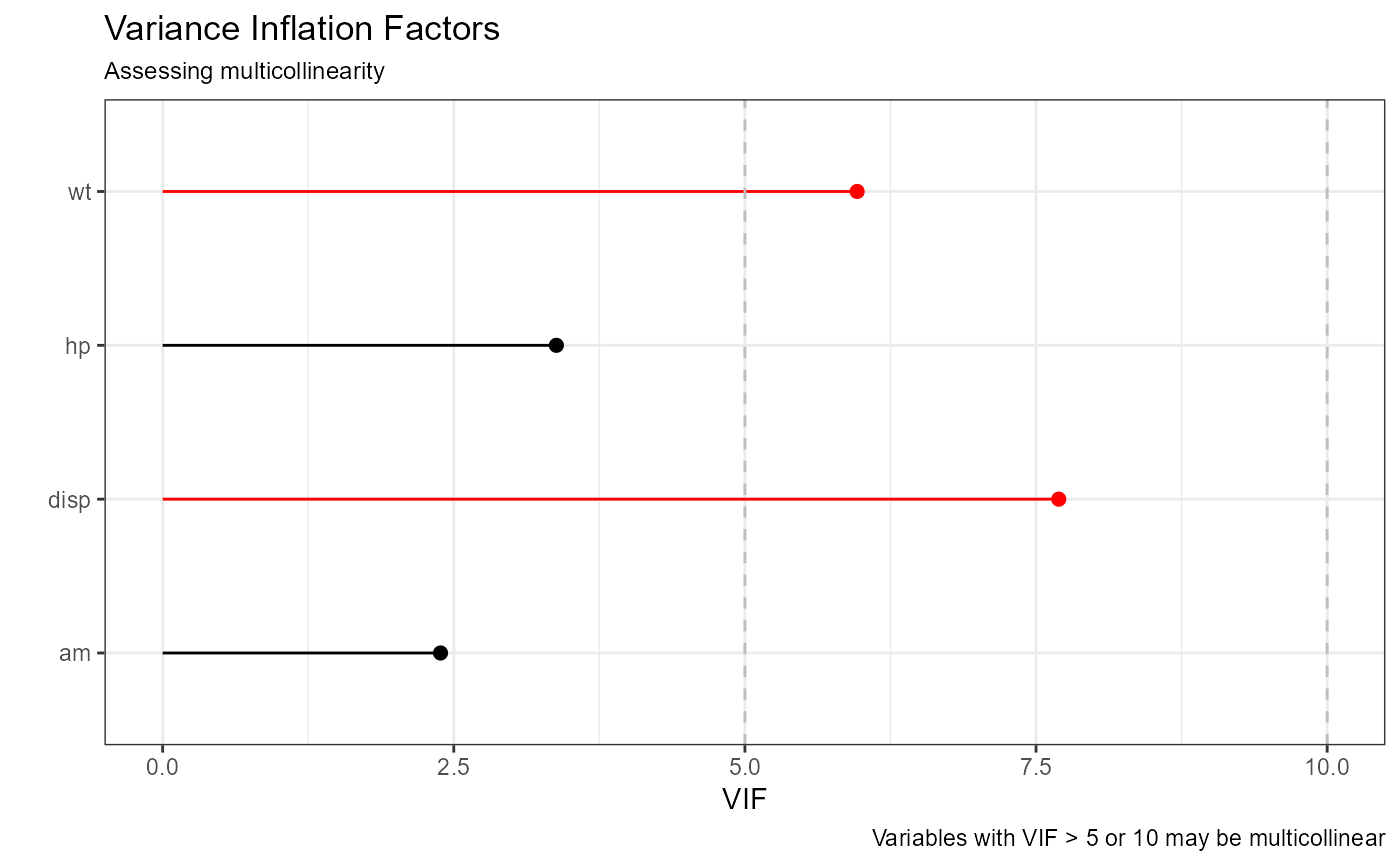 Variance Inflation Factors
Assessing multicollinearity
wt
hp
disp
am
0.0 2.5 5.0 7.5 10.0
VIF
Variables with VIF > 5 or 10 may be multicollinear